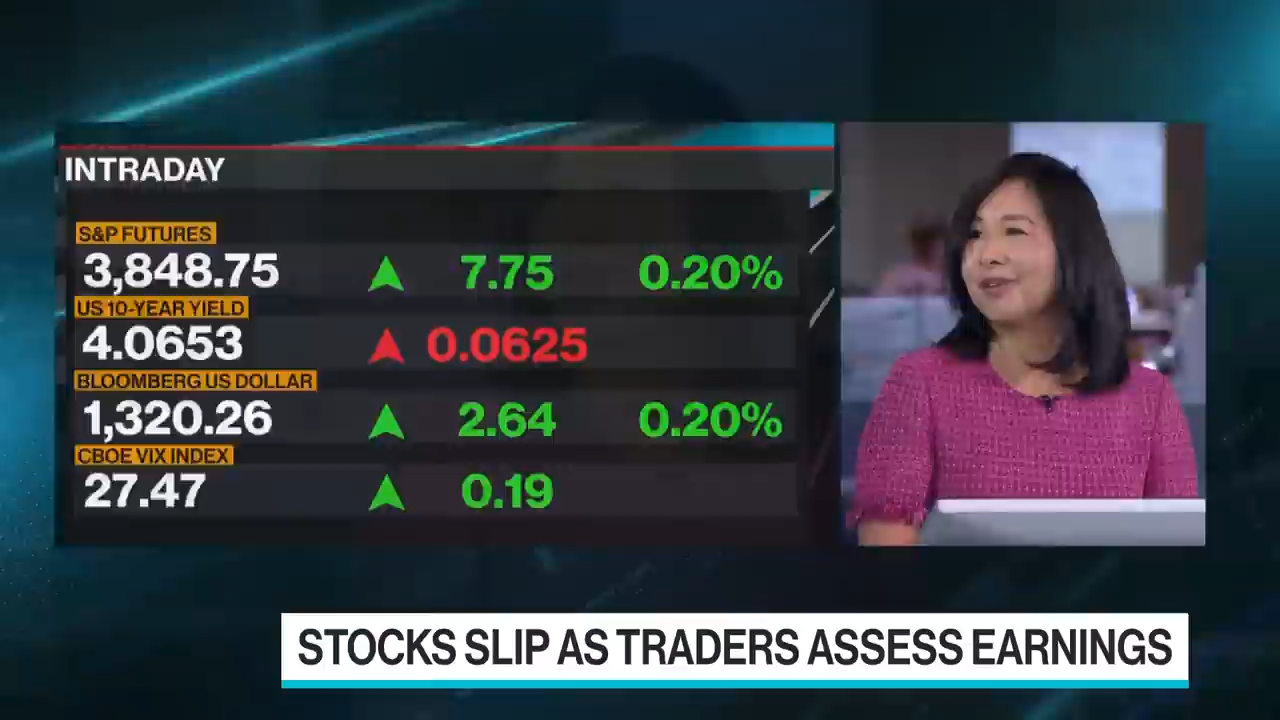 INTRADAY
S&P FUTURES
3,848.75 ▲ 7.75 0.20%
US 10-YEAR YIELD
4.0653 ▲ 0.0625
BLOOMBERG US DOLLAR
1,320.26 ▲ 2.64 0.20%
CBOE VIX INDEX
27.47 ▲ 0.19
STOCKS SLIP AS TRADERS ASSESS EARNINGS